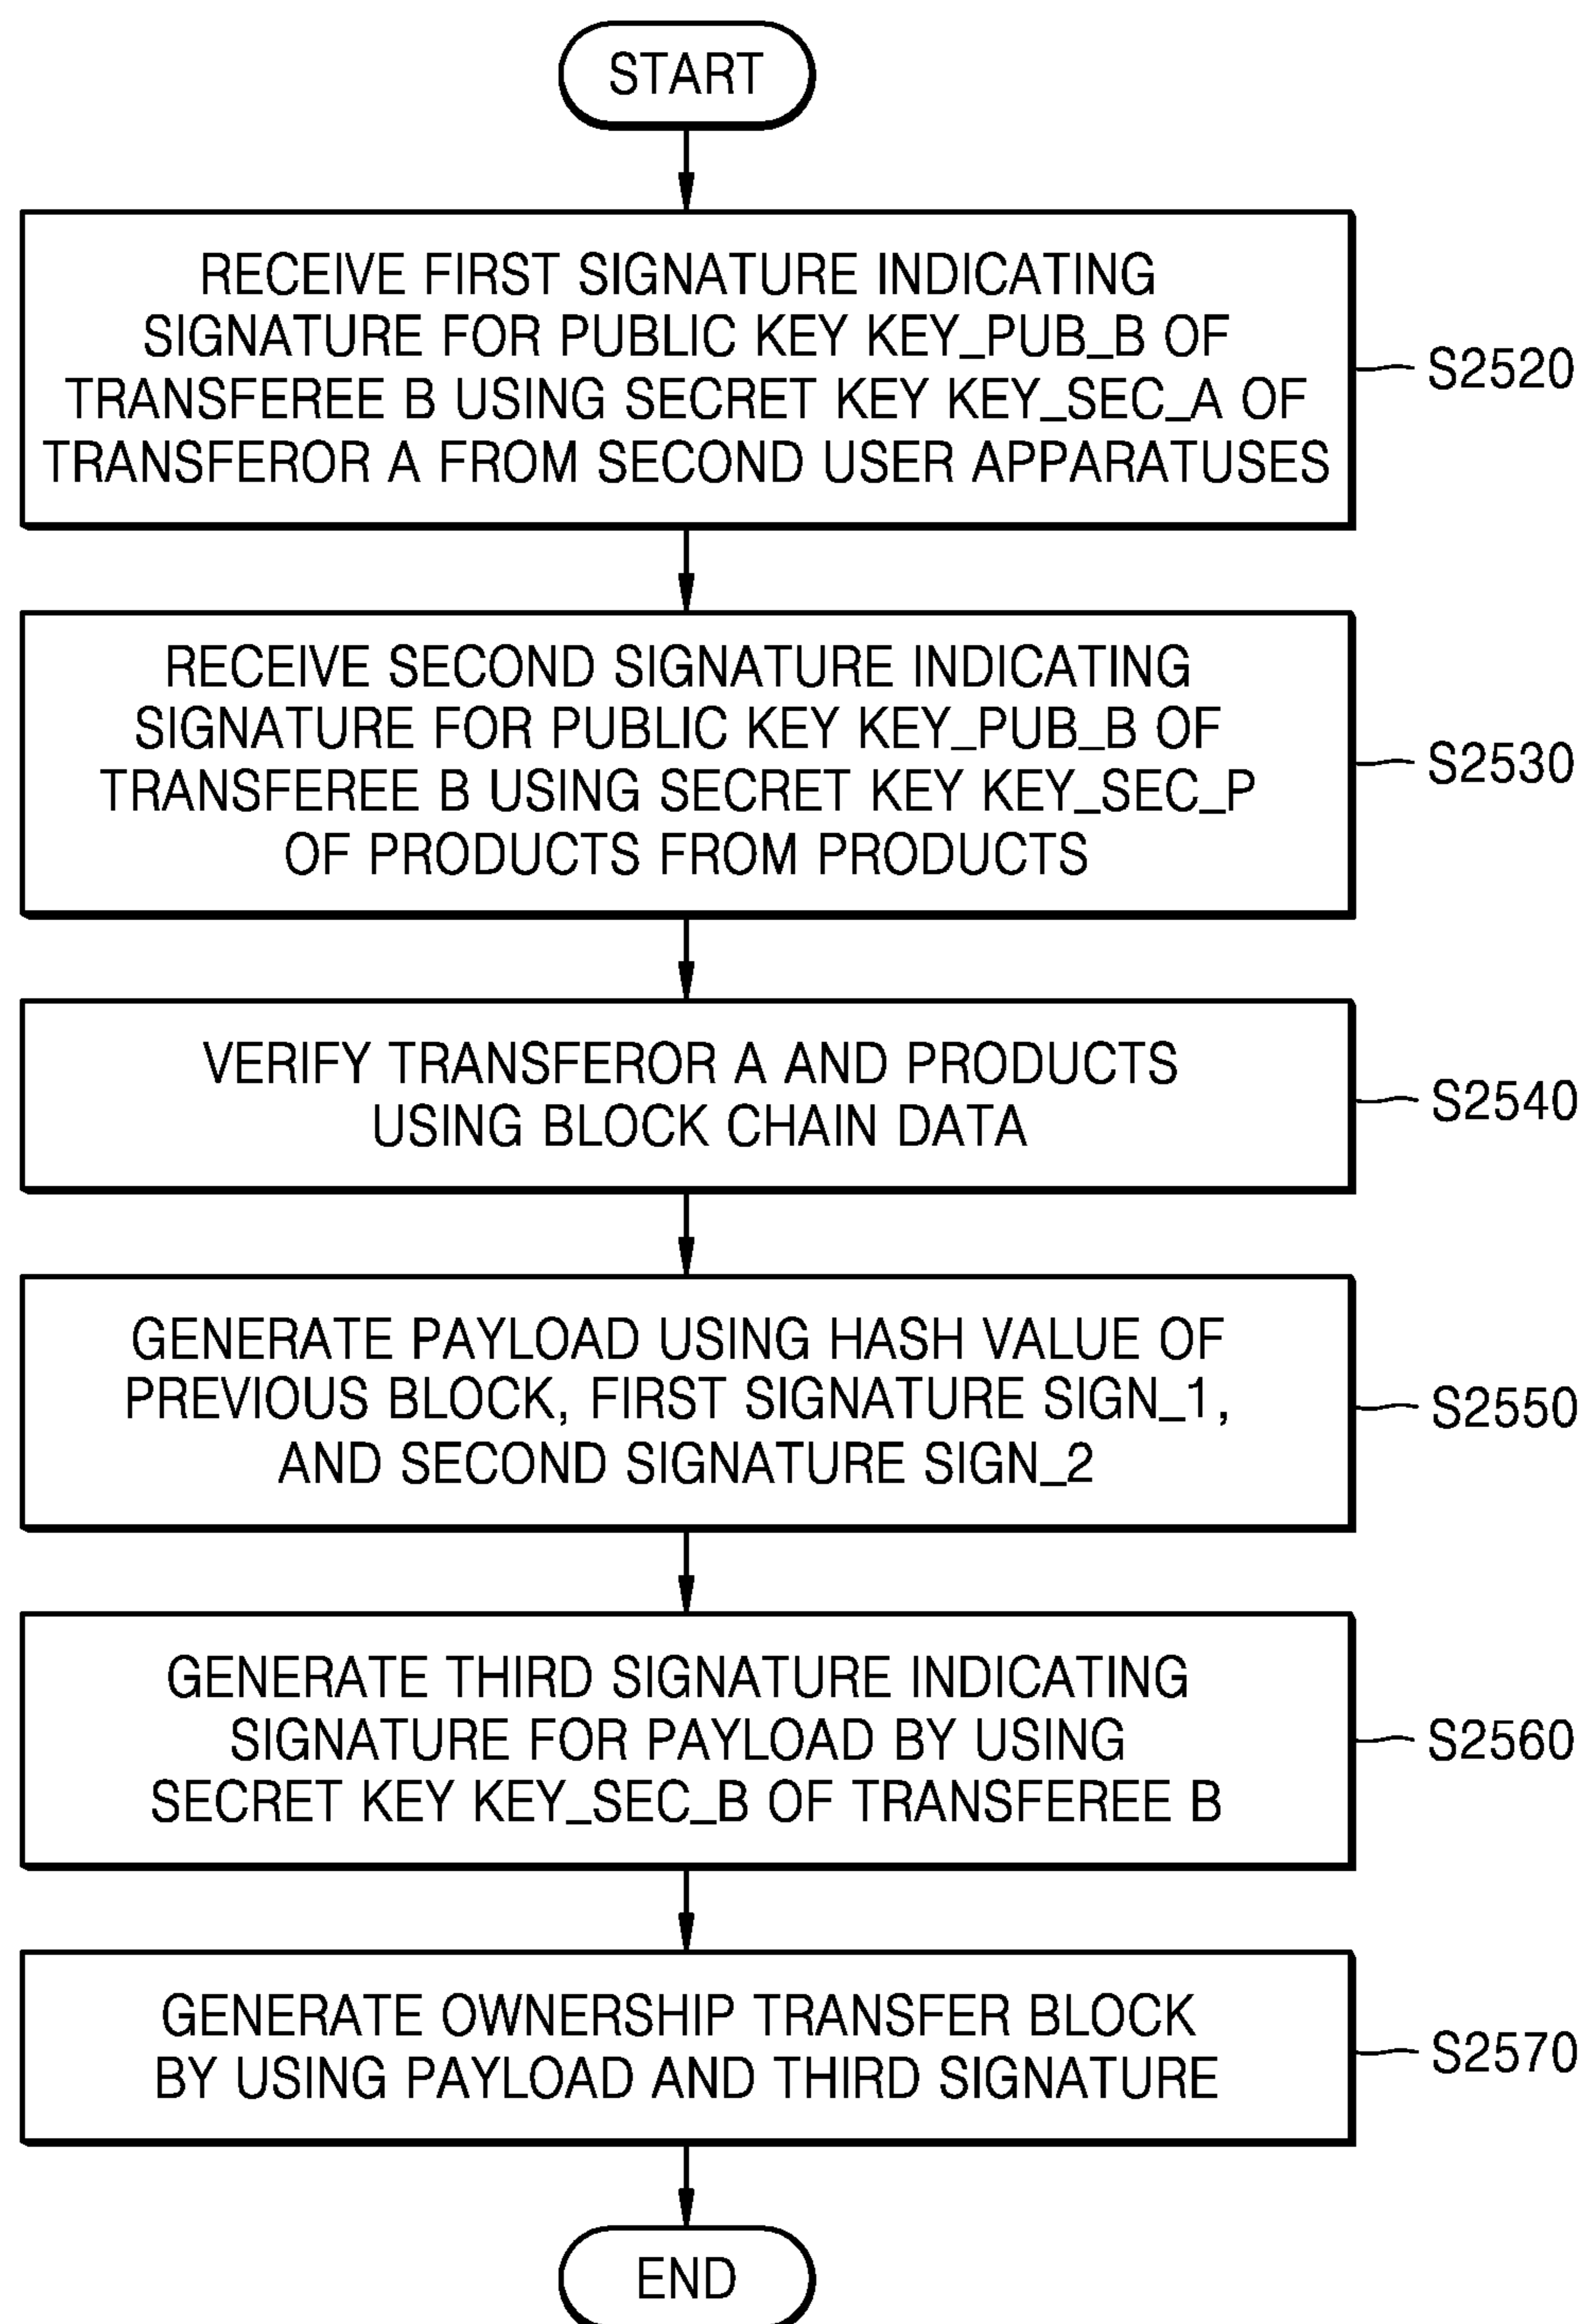 START
RECEIVE FIRST SIGNATURE INDICATING
SIGNATURE FOR PUBLIC KEY KEY_PUB_B OF
TRANSFEREE B USING SECRET KEY KEY_SEC_A OF
TRANSFEROR A FROM SECOND USER APPARATUSES
S2520
RECEIVE SECOND SIGNATURE INDICATING
SIGNATURE FOR PUBLIC KEY KEY_PUB_B OF
TRANSFEREE B USING SECRET KEY KEY_SEC_P
OF PRODUCTS FROM PRODUCTS
S2530
VERIFY TRANSFEROR A AND PRODUCTS
USING BLOCK CHAIN DATA
S2540
GENERATE PAYLOAD USING HASH VALUE OF
PREVIOUS BLOCK, FIRST SIGNATURE SIGN_1,
AND SECOND SIGNATURE SIGN_2
S2550
GENERATE THIRD SIGNATURE INDICATING
SIGNATURE FOR PAYLOAD BY USING
SECRET KEY KEY_SEC_B OF TRANSFEREE B
S2560
GENERATE OWNERSHIP TRANSFER BLOCK
BY USING PAYLOAD AND THIRD SIGNATURE
S2570
END